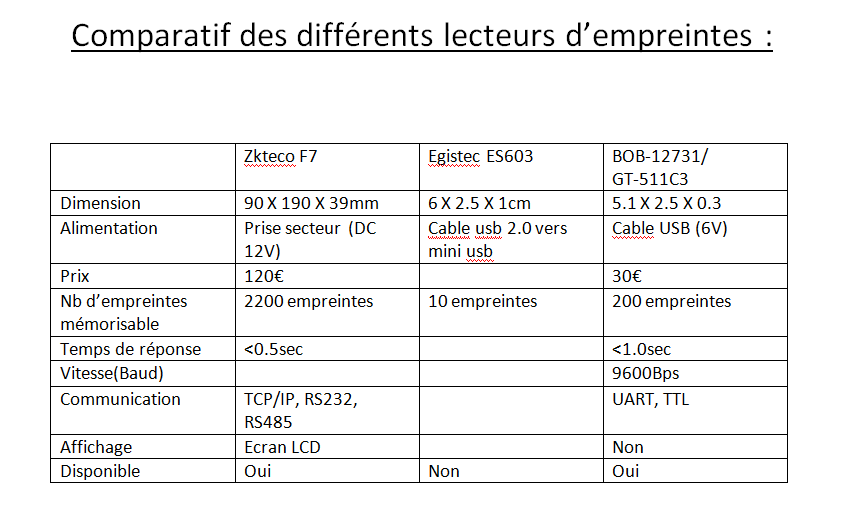 Comparatif des différents lecteurs d’empreintes :
Zkteco F7 Egistec ES603 BOB-12731/
GT-511C3
Dimension 90 X 190 X 39mm 6 X 2.5 X 1cm 5.1 X 2.5 X 0.3
Alimentation Prise secteur (DC Cable usb 2.0 vers Cable USB (6V)
12V) mini usb
Prix 120€ 30€
Nb d’empreintes 2200 empreintes 10 empreintes 200 empreintes
mémorisable
Temps de réponse <0.5sec <1.0sec
Vitesse(Baud) 9600Bps
Communication TCP/IP, RS232, UART, TTL
RS485
Affichage Ecran LCD Non
Disponible Oui Non Oui